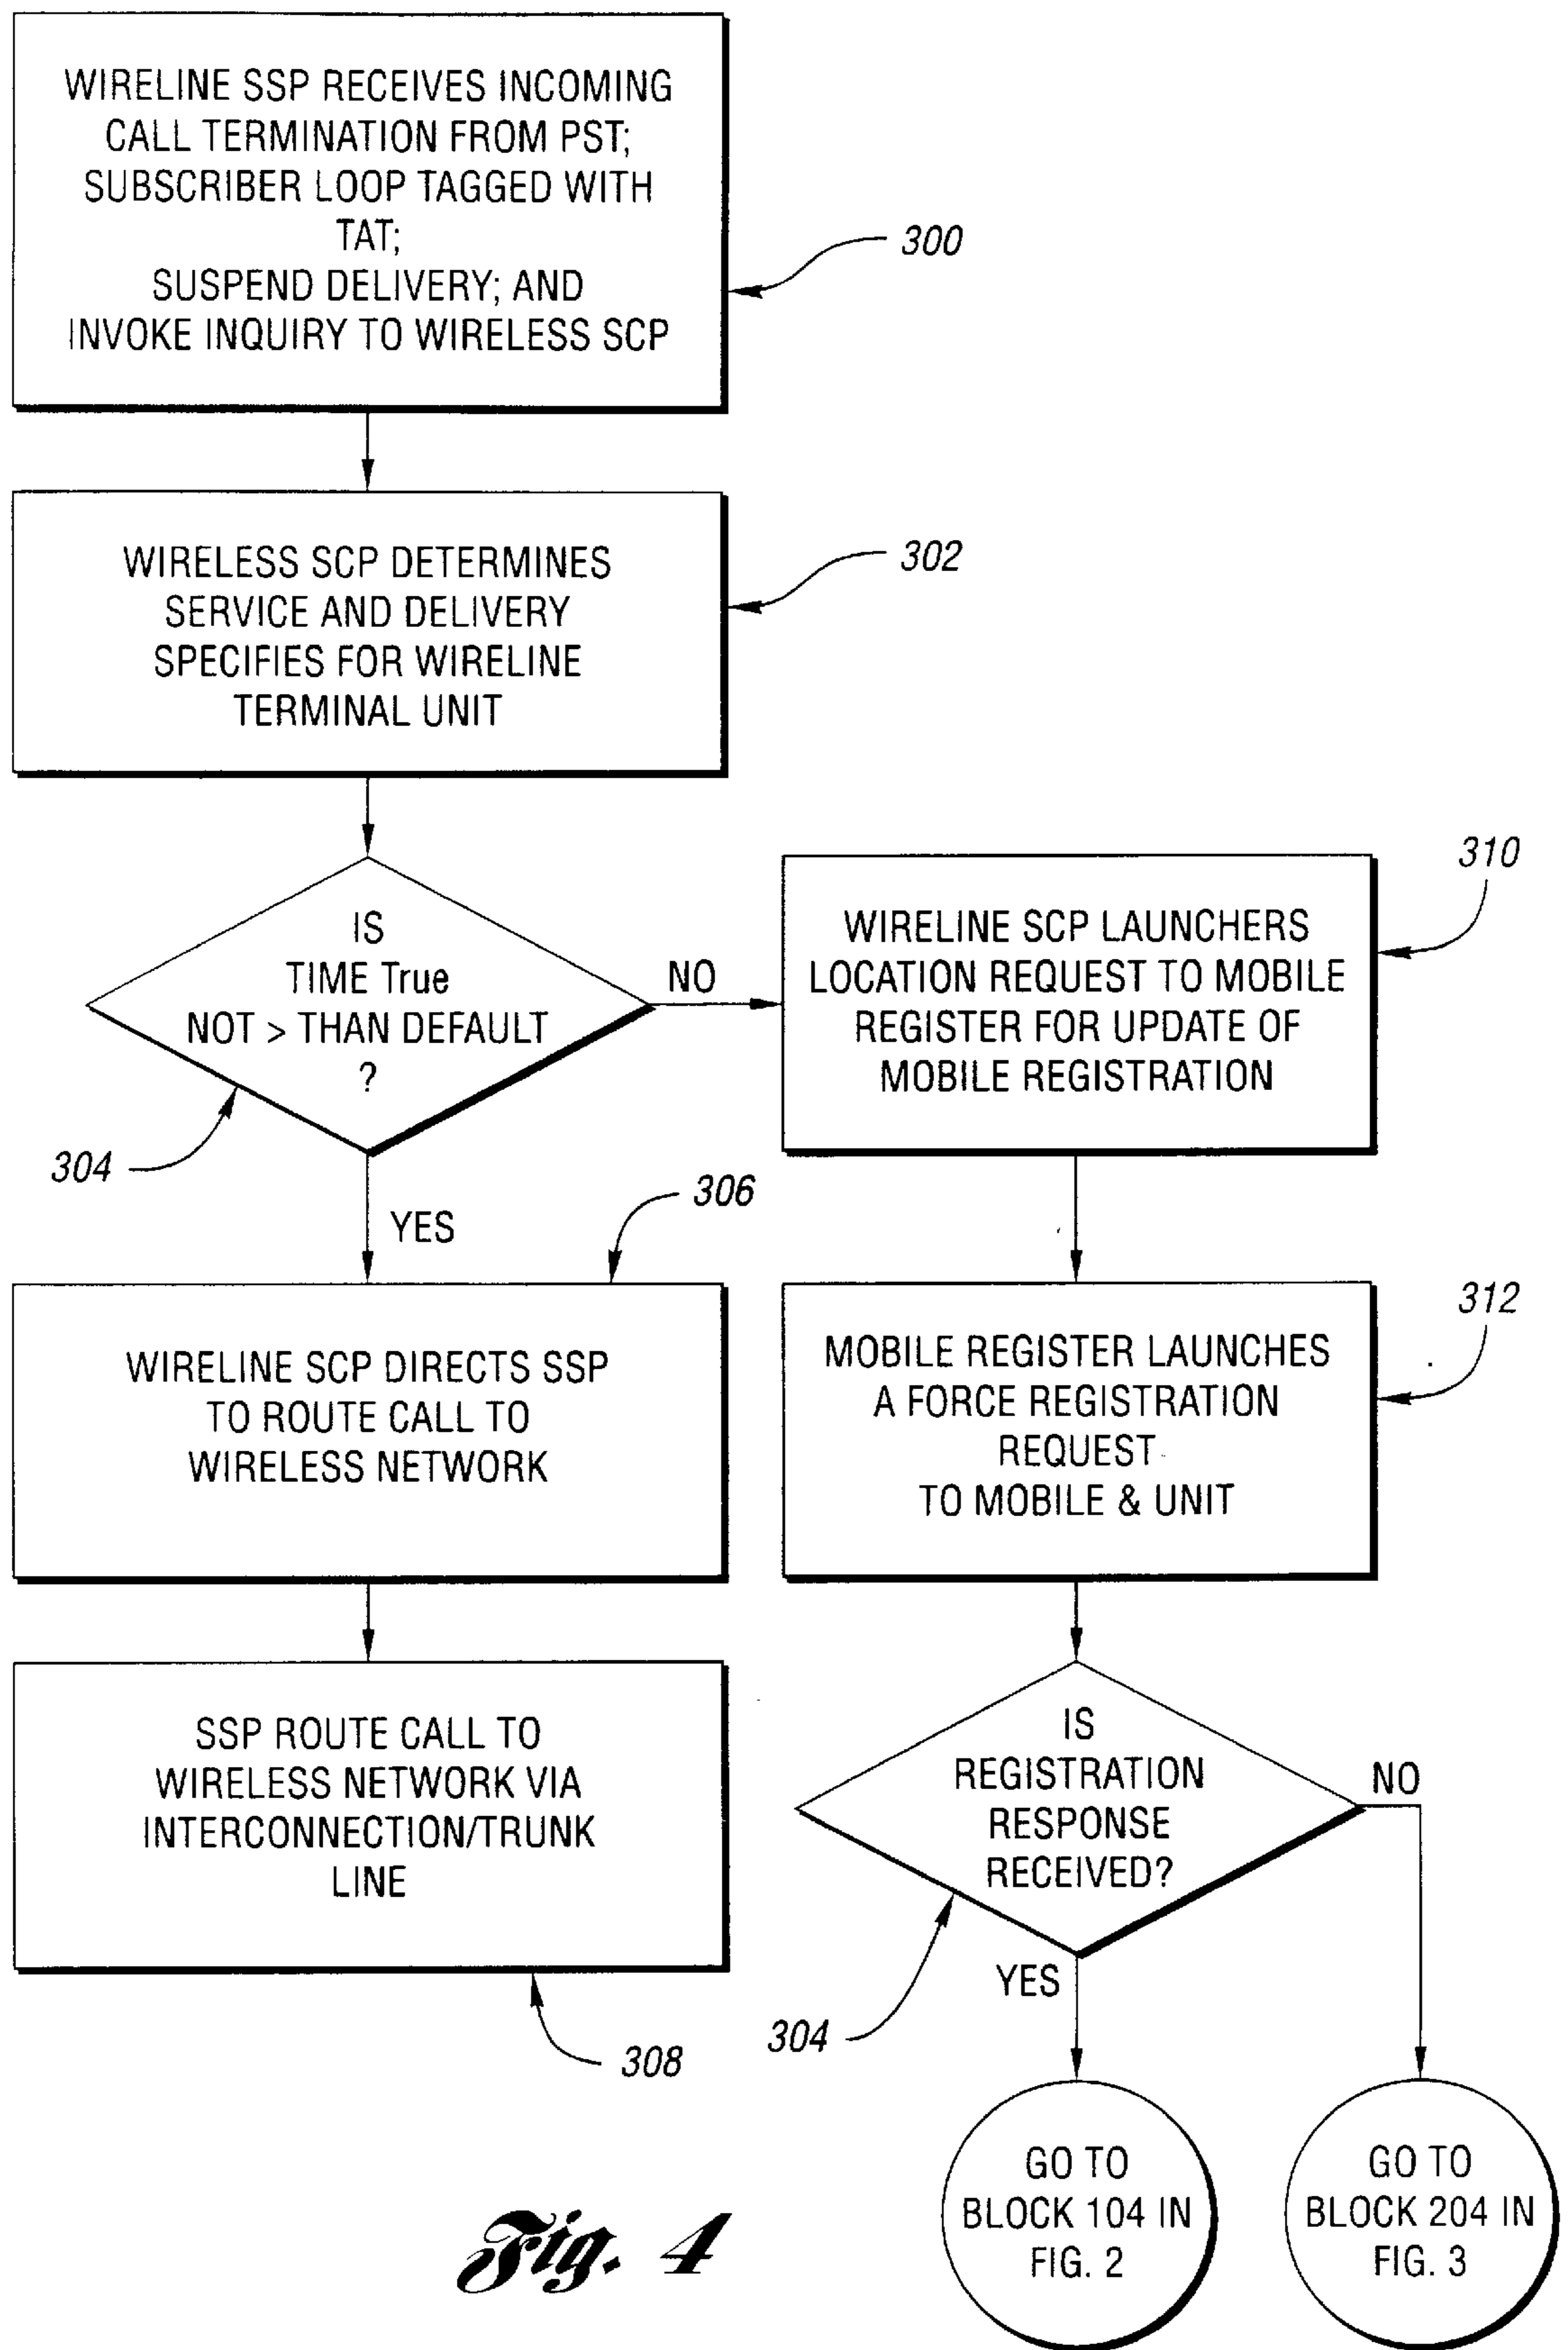 WIRELINE SSP RECEIVES INCOMING
CALL TERMINATION FROM PST;
SUBSCRIBER LOOP TAGGED WITH
TAT;
SUSPEND DELIVERY; AND
INVOKE INQUIRY TO WIRELESS SCP
300
WIRELESS SCP DETERMINES
SERVICE AND DELIVERY
SPECIFIES FOR WIRELINE
TERMINAL UNIT
302
IS
TIME True
NOT > THAN DEFAULT
?
304
NO
YES
WIRELINE SCP LAUNCHERS
LOCATION REQUEST TO MOBILE
REGISTER FOR UPDATE OF
MOBILE REGISTRATION
310
306
WIRELINE SCP DIRECTS SSP
TO ROUTE CALL TO
WIRELESS NETWORK
MOBILE REGISTER LAUNCHES
A FORCE REGISTRATION
REQUEST
TO MOBILE & UNIT
312
SSP ROUTE CALL TO
WIRELESS NETWORK VIA
INTERCONNECTION/TRUNK
LINE
308
IS
REGISTRATION
RESPONSE
RECEIVED?
304
NO
YES
GO TO
BLOCK 104 IN
FIG. 2
GO TO
BLOCK 204 IN
FIG. 3
Fig. 4